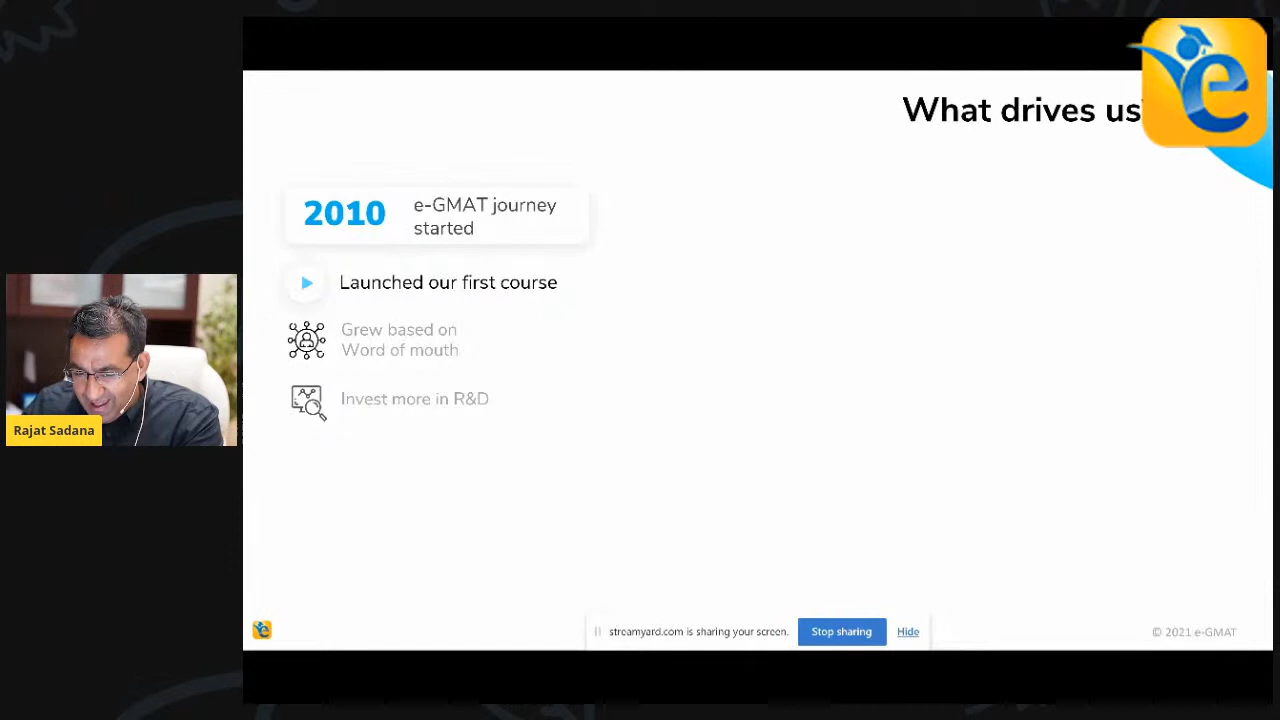 What drives us
2010
e-GMAT journey
started
Launched our first course
Grew based on
Word of mouth
Invest more in R&D
Rajat Sadana
streamyard.com is sharing your screen.
Stop sharing
Hide
© 2021 e-GMAT